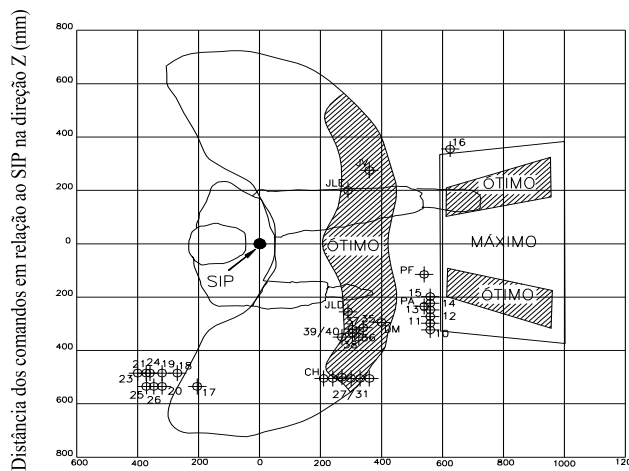 Distância dos comandos em relação ao SIP na direção Z (mm)
800
600
400
200
0
200
400
600
800
16
JV
JLE
ÓTIMO
ÓTIMO
MÁXIMO
SIP
PF
ÓTIMO
15
PA
14
13
12
11
10
JLD
35
DM
39/40
36
CH
27/31
21 24 19 18
23
25 26 20 17
600 400 200 0 200 400 600 800 1000 120